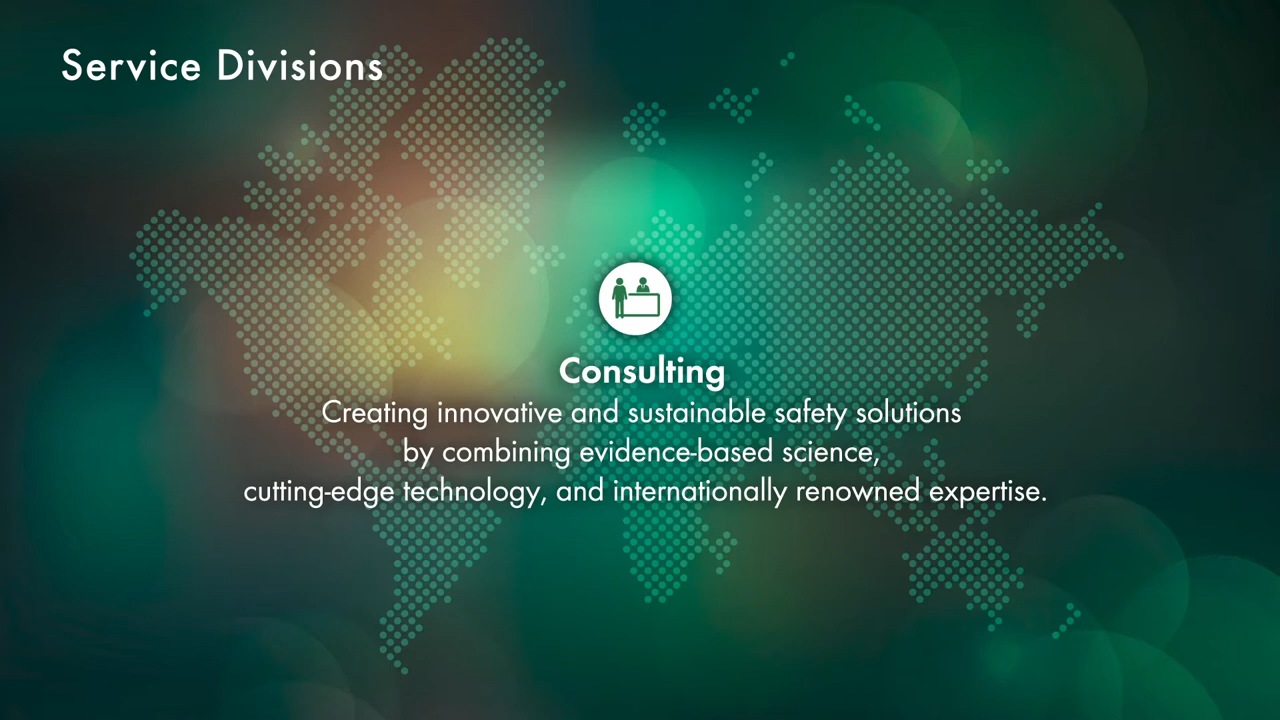 Service Divisions
Consulting
Creating innovative and sustainable safety solutions
by combining evidence-based science,
cutting-edge technology, and internationally renowned expertise.